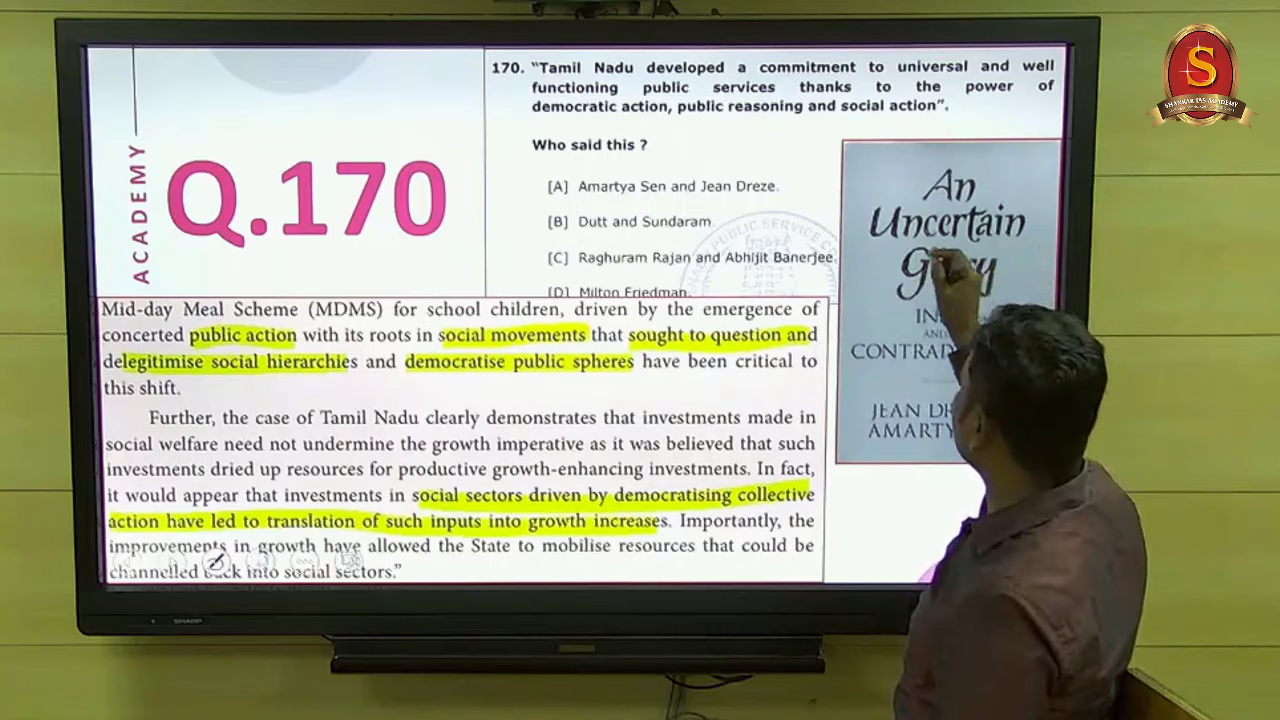 ACADEMY
Q.170
170. "Tamil Nadu developed a commitment to universal and well
functioning public services thanks to the power of
democratic action, public reasoning and social action".
Who said this ?
[A] Amartya Sen and Jean Dreze.
[B] Dutt and Sundaram.
[C] Raghuram Rajan and Abhijit Banerjee.
[D] Milton Friedman.
An
Uncertain
AND
JEAN
Mid-day Meal Scheme (MDMS) for school children, driven by the emergence of
concerted public action with its roots in social movements that sought to question and
delegitimise social hierarchies and democratise public spheres have been critical to
this shift.
Further, the case of Tamil Nadu clearly demonstrates that investments made in
social welfare need not undermine the growth imperative as it was believed that such
investments dried up resources for productive growth-enhancing investments. In fact,
it would appear that investments in social sectors driven by democratising collective
action have led to translation of such inputs into growth increases. Importantly, the
improvements in growth have allowed the State to mobilise resources that could be
channelled back into social sectors."
SHARP
S
SHANKAR IAS ACADEMY